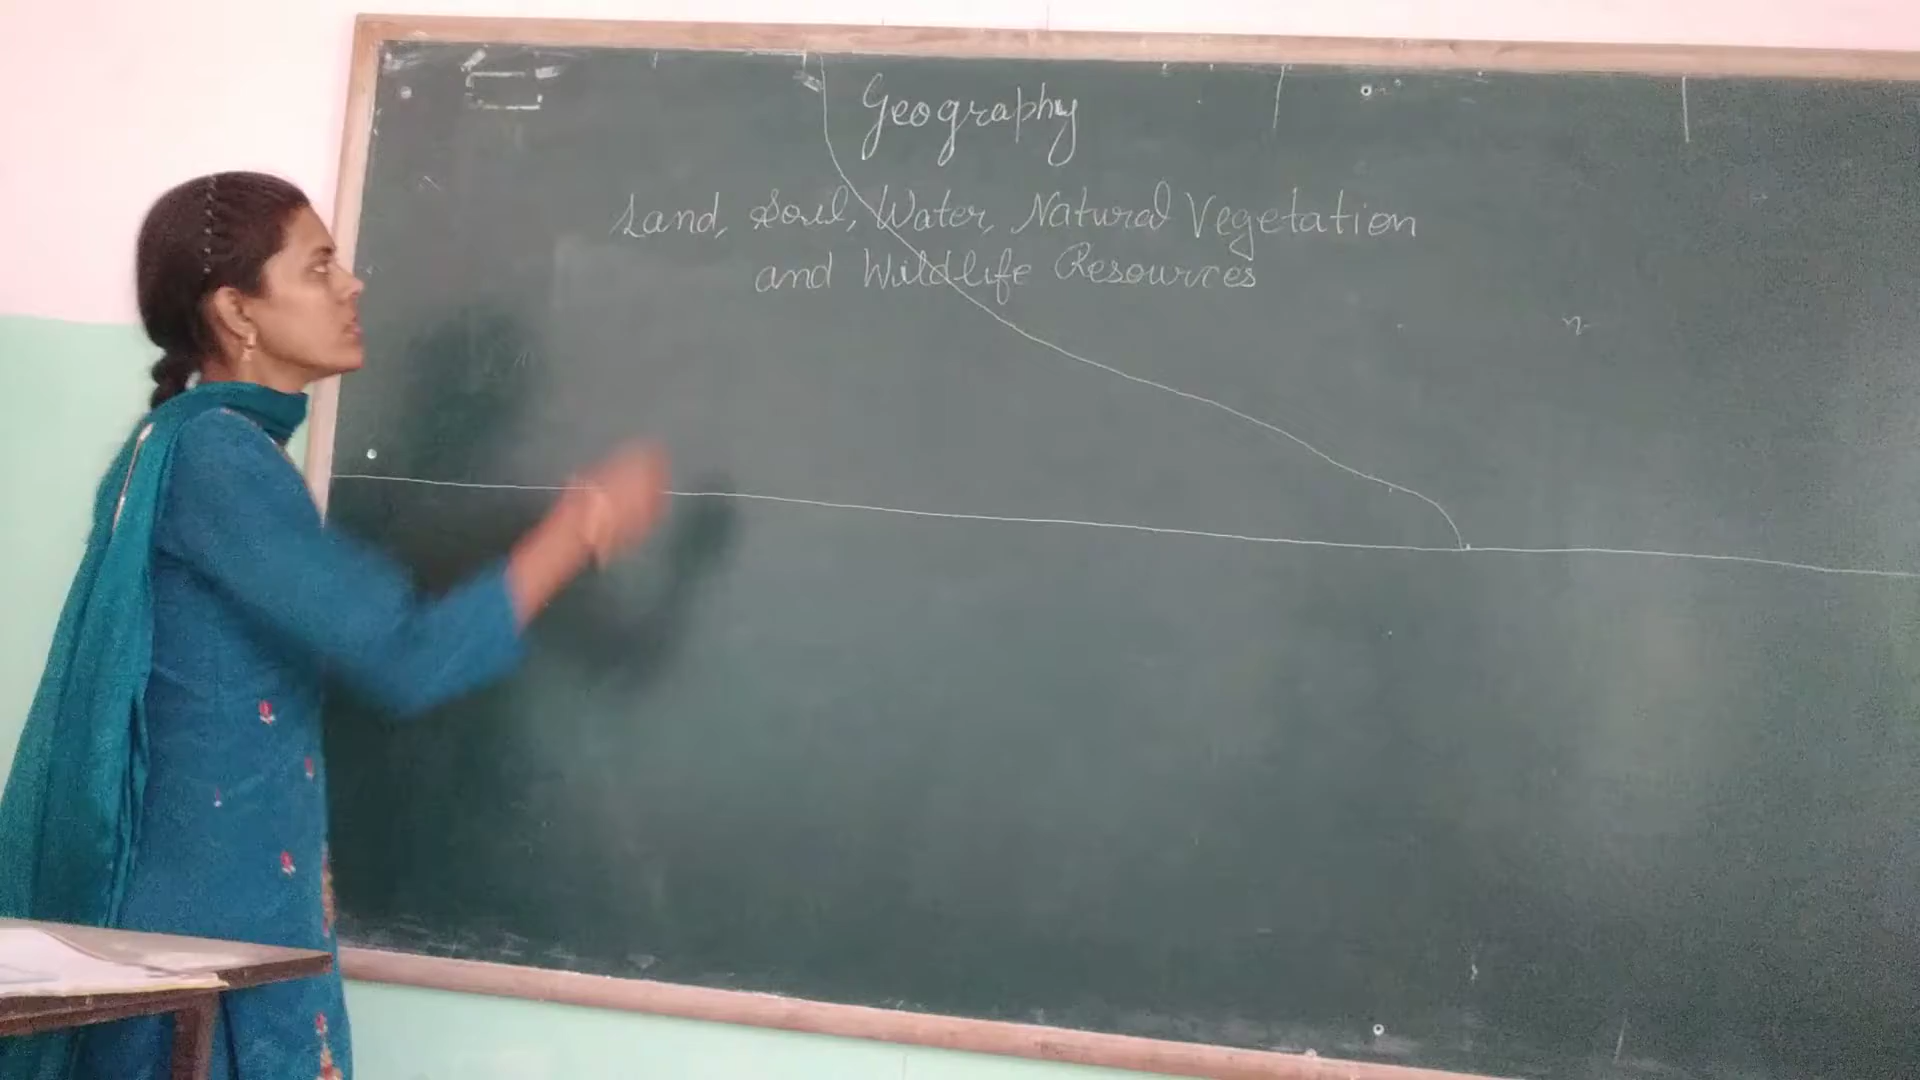 Geography
Land, Soil, Water, Natural Vegetation
and Wildlife Resources